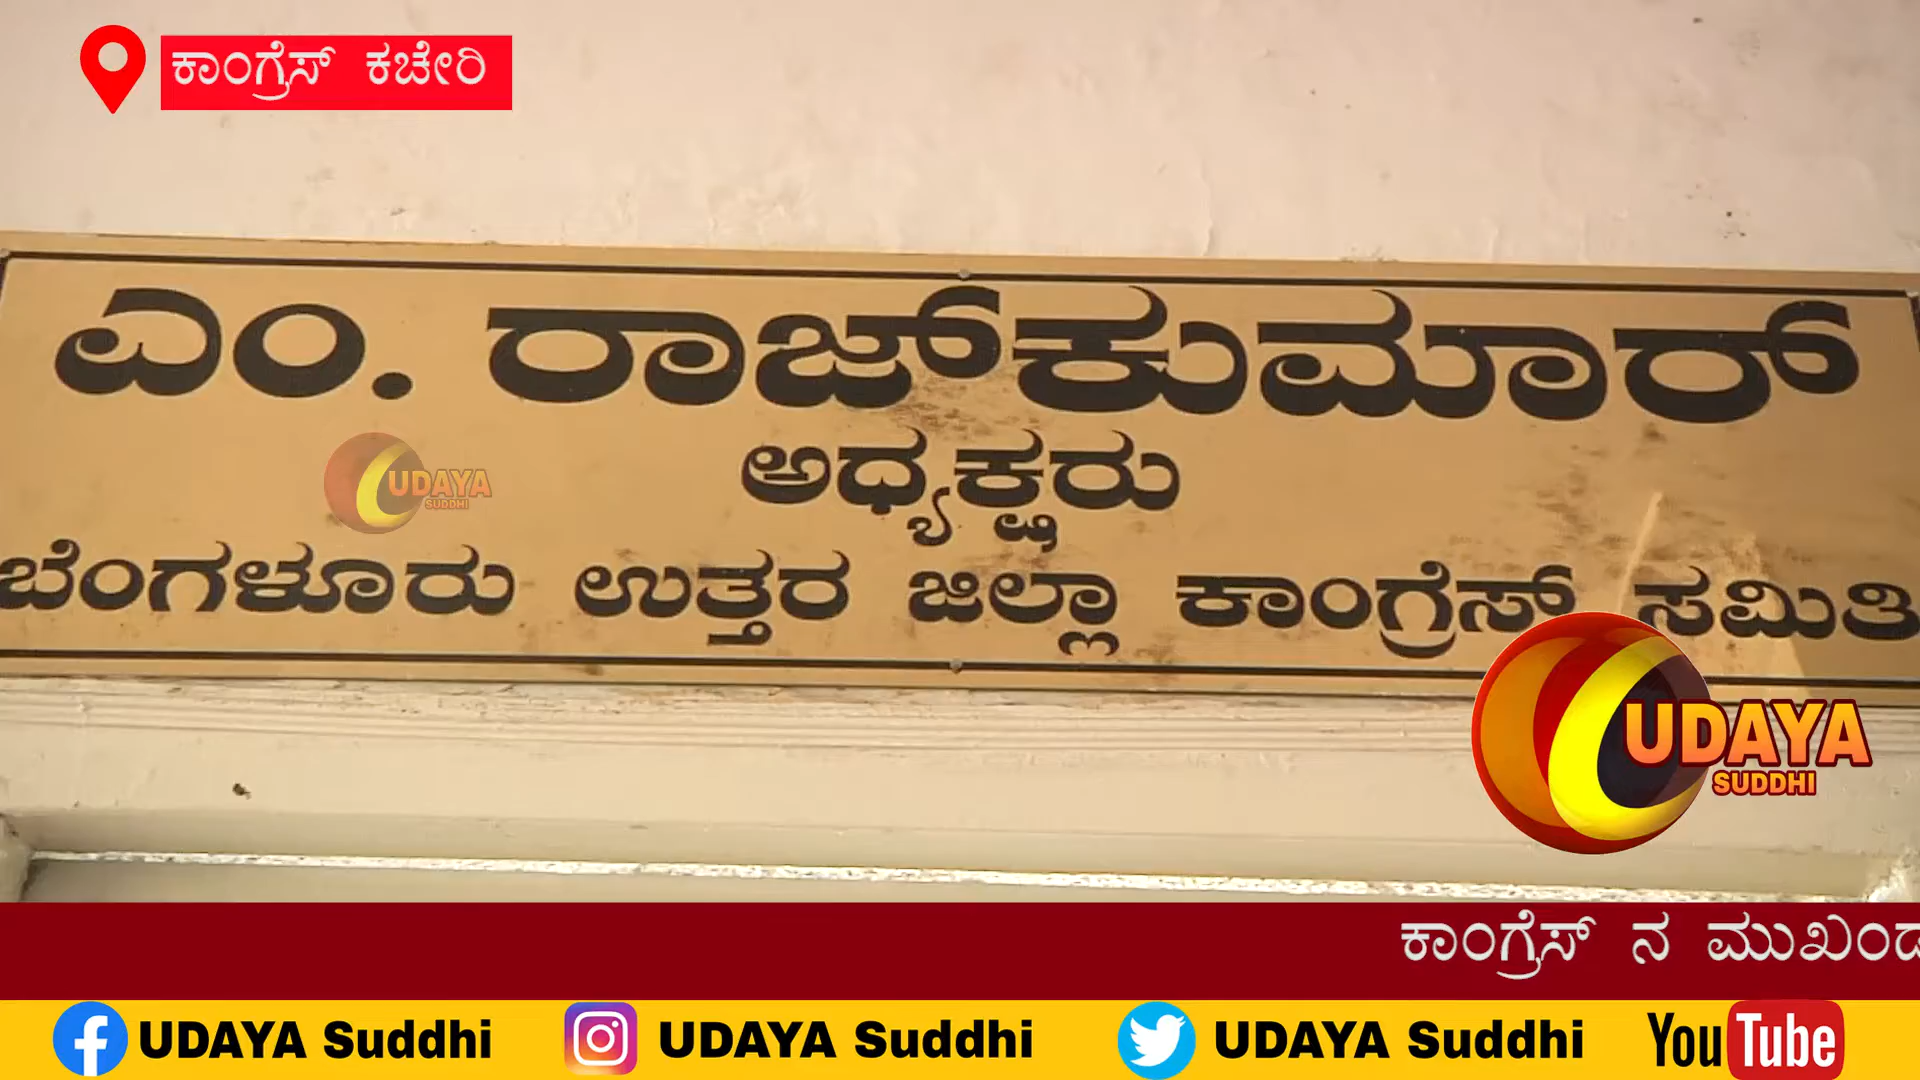 ಕಾಂಗ್ರೆಸ್ ಕಚೇರಿ
ಎಂ. ರಾಜ್‌ಕುಮಾರ್
ಅಧ್ಯಕ್ಷರು
UDAYA
SUDDHI
ಬೆಂಗಳೂರು ಉತ್ತರ ಜಿಲ್ಲಾ ಕಾಂಗ್ರೆಸ್ ಸಮಿತಿ
UDAYA
SUDDHI
ಕಾಂಗ್ರೆಸ್ ನ
UDAYA Suddhi UDAYA Suddhi UDAYA Suddhi YouTube